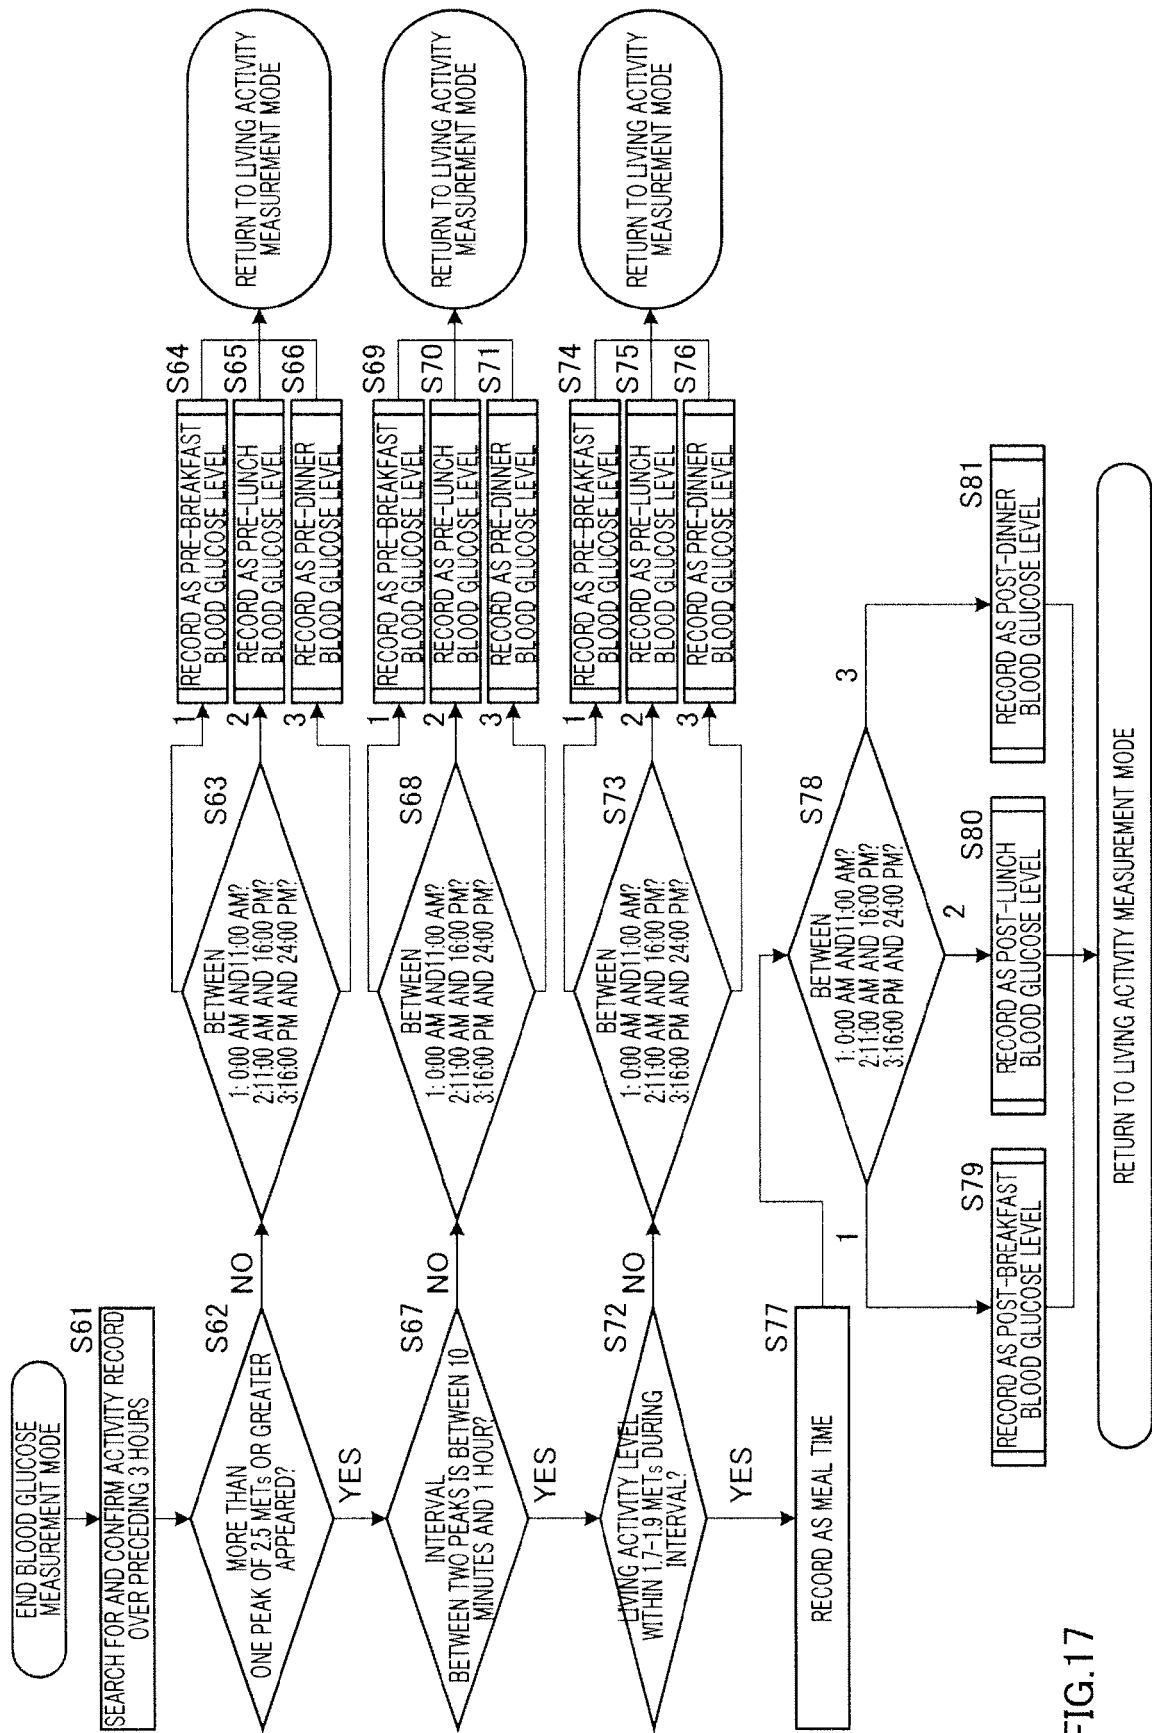 END BLOOD GLUCOSE
MEASUREMENT MODE
S61
SEARCH FOR AND CONFIRM ACTIVITY RECORD
OVER PRECEDING 3 HOURS
S62
MORE THAN
ONE PEAK OF 2.5 METs OR GREATER
APPEARED?
NO
YES
S63
BETWEEN
1: 0:00 AM AND11:00 AM?
2:11:00 AM AND 16:00 PM?
3:16:00 PM AND 24:00 PM?
1
2
3
S64
RECORD AS PRE-BREAKFAST
BLOOD GLUCOSE LEVEL
S65
RECORD AS PRE-LUNCH
BLOOD GLUCOSE LEVEL
S66
RECORD AS PRE-DINNER
BLOOD GLUCOSE LEVEL
RETURN TO LIVING ACTIVITY
MEASUREMENT MODE
S67
INTERVAL
BETWEEN TWO PEAKS IS BETWEEN 10
MINUTES AND 1 HOUR?
NO
YES
S68
BETWEEN
1: 0:00 AM AND11:00 AM?
2:11:00 AM AND 16:00 PM?
3:16:00 PM AND 24:00 PM?
1
2
3
S69
RECORD AS PRE-BREAKFAST
BLOOD GLUCOSE LEVEL
S70
RECORD AS PRE-LUNCH
BLOOD GLUCOSE LEVEL
S71
RECORD AS PRE-DINNER
BLOOD GLUCOSE LEVEL
RETURN TO LIVING ACTIVITY
MEASUREMENT MODE
S72
LIVING ACTIVITY LEVEL
WITHIN 1.7-1.9 METs DURING
INTERVAL?
NO
YES
S73
BETWEEN
1: 0:00 AM AND11:00 AM?
2:11:00 AM AND 16:00 PM?
3:16:00 PM AND 24:00 PM?
1
2
3
S74
RECORD AS PRE-BREAKFAST
BLOOD GLUCOSE LEVEL
S75
RECORD AS PRE-LUNCH
BLOOD GLUCOSE LEVEL
S76
RECORD AS PRE-DINNER
BLOOD GLUCOSE LEVEL
RETURN TO LIVING ACTIVITY
MEASUREMENT MODE
S77
RECORD AS MEAL TIME
S78
BETWEEN
1: 0:00 AM AND11:00 AM?
2:11:00 AM AND 16:00 PM?
3:16:00 PM AND 24:00 PM?
1
2
3
S79
RECORD AS POST-BREAKFAST
BLOOD GLUCOSE LEVEL
S80
RECORD AS POST-LUNCH
BLOOD GLUCOSE LEVEL
S81
RECORD AS POST-DINNER
BLOOD GLUCOSE LEVEL
RETURN TO LIVING ACTIVITY MEASUREMENT MODE
FIG.17